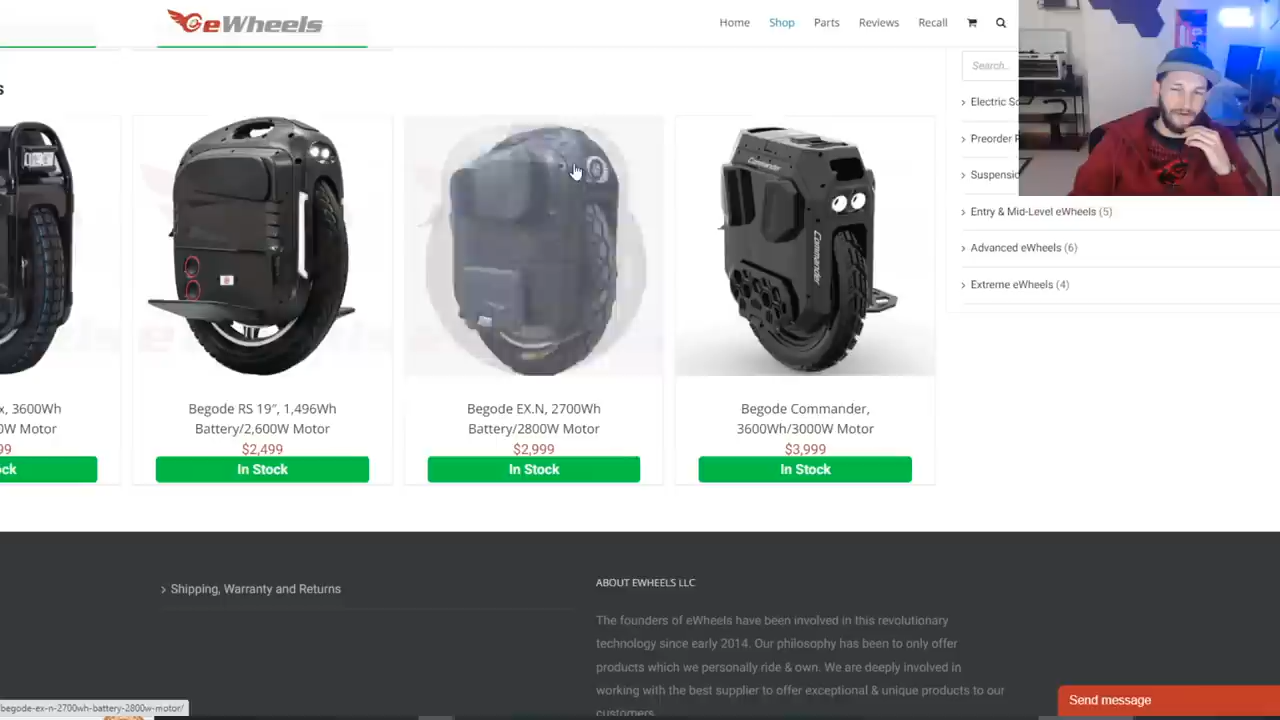 eWheels
Home
Shop
Parts
Reviews
Recall
s
Search..
Electric Sc
Preorder P
Suspensio
Entry & Mid-Level eWheels (5)
Advanced eWheels (6)
Extreme eWheels (4)
Commander
Commander
x, 3600Wh
0W Motor
99
ock
Begode RS 19″, 1,496Wh
Battery/2,600W Motor
$2,499
In Stock
Begode EX.N, 2700Wh
Battery/2800W Motor
$2,999
In Stock
Begode Commander,
3600Wh/3000W Motor
$3,999
In Stock
Shipping, Warranty and Returns
ABOUT EWHEELS LLC
The founders of eWheels have been involved in this revolutionary
technology since early 2014. Our philosophy has been to only offer
products which we personally ride & own. We are deeply involved in
working with the best supplier to offer exceptional & unique products to our
customers.
Send message
/begode-ex-n-2700wh-battery-2800w-motor/